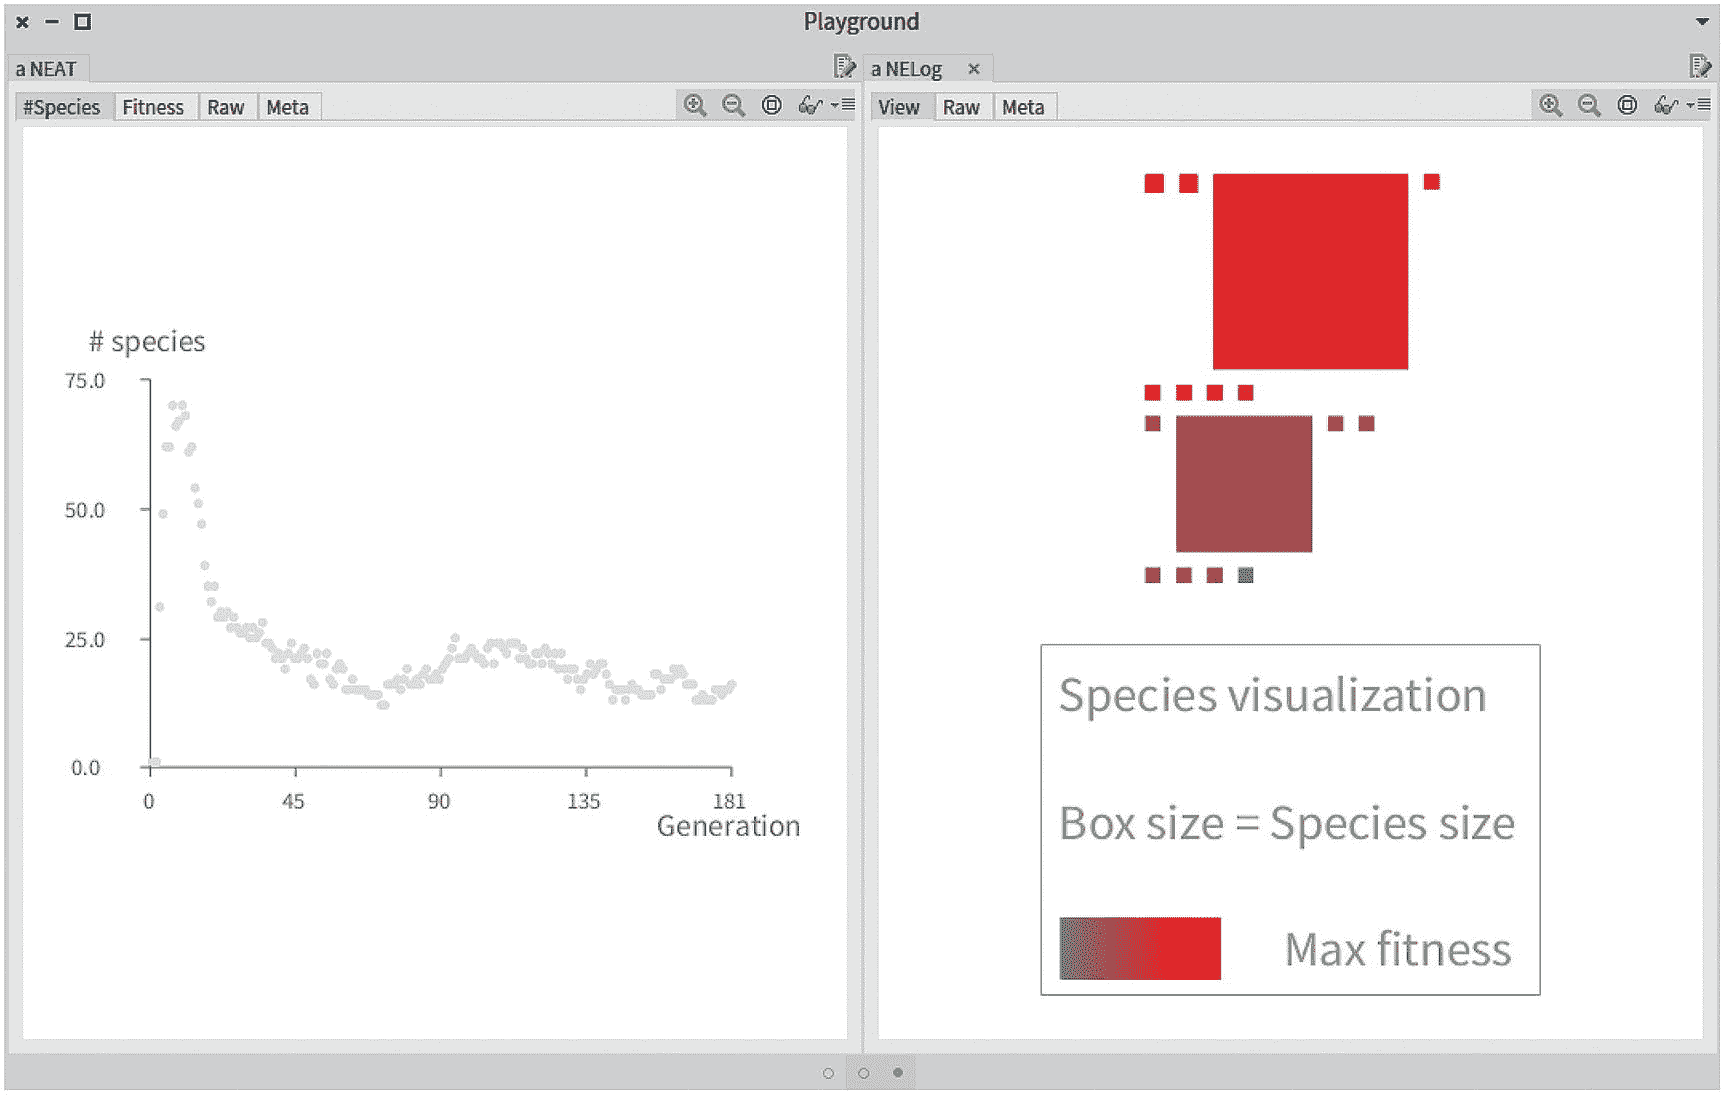 Playground
a NEAT
a NELog
#Species Fitness Raw Meta
View Raw Meta
# species
75.0
50.0
25.0
0.0
0 45 90 135 181
Generation
Species visualization
Box size = Species size
Max fitness